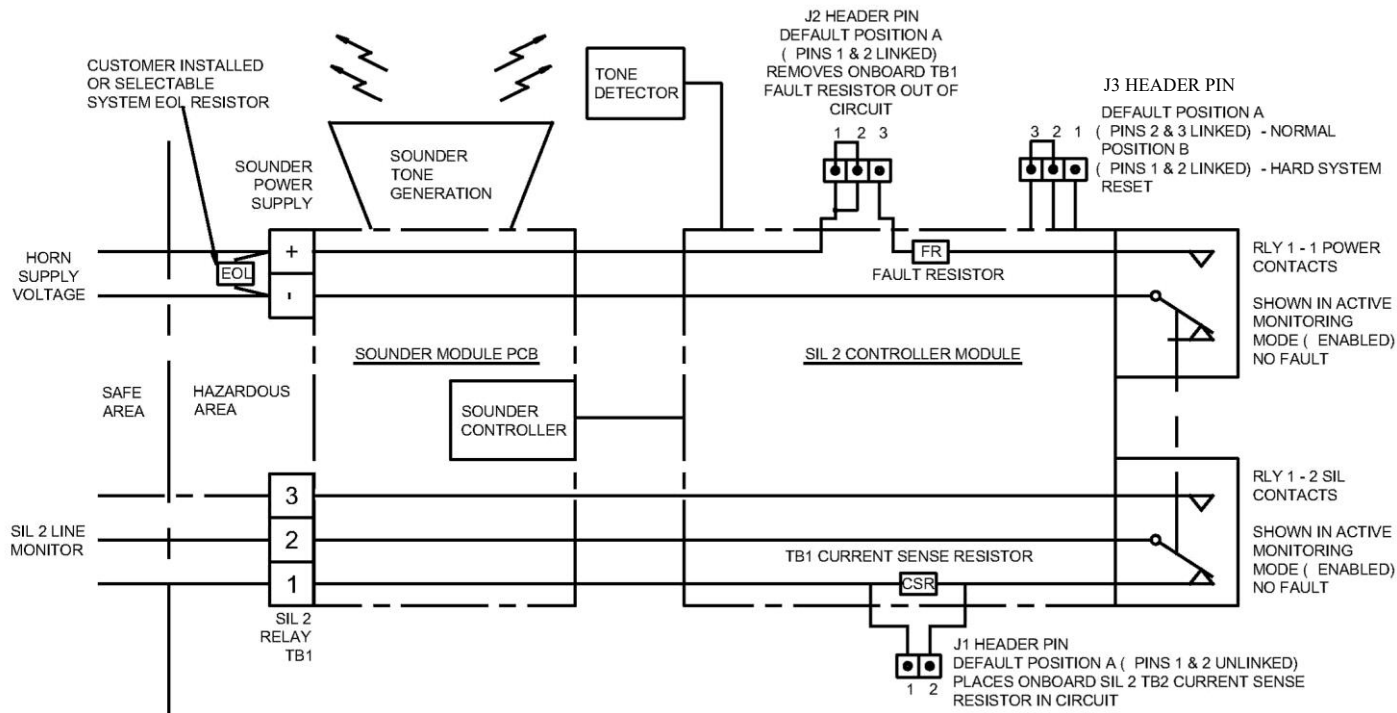 J2 HEADER PIN
DEFAULT POSITION A
( PINS 1 & 2 LINKED)
REMOVES ONBOARD TB1
FAULT RESISTOR OUT OF
CIRCUIT
1 2 3
J3 HEADER PIN
DEFAULT POSITION A
( PINS 2 & 3 LINKED) - NORMAL
POSITION B
( PINS 1 & 2 LINKED) - HARD SYSTEM
RESET
3 2 1
CUSTOMER INSTALLED
OR SELECTABLE
SYSTEM EOL RESISTOR
TONE
DETECTOR
SOUNDER
POWER
SUPPLY
SOUNDER
TONE
GENERATION
HORN
SUPPLY
VOLTAGE
EOL
+
-
FR
FAULT RESISTOR
RLY 1 - 1 POWER
CONTACTS
SHOWN IN ACTIVE
MONITORING
MODE ( ENABLED)
NO FAULT
SAFE
AREA
HAZARDOUS
AREA
SOUNDER MODULE PCB
SIL 2 CONTROLLER MODULE
SOUNDER
CONTROLLER
SIL 2 LINE
MONITOR
3
2
1
SIL 2
RELAY
TB1
TB1 CURRENT SENSE RESISTOR
CSR
RLY 1 - 2 SIL
CONTACTS
SHOWN IN ACTIVE
MONITORING
MODE ( ENABLED)
NO FAULT
1 2
J1 HEADER PIN
DEFAULT POSITION A ( PINS 1 & 2 UNLINKED)
PLACES ONBOARD SIL 2 TB2 CURRENT SENSE
RESISTOR IN CIRCUIT